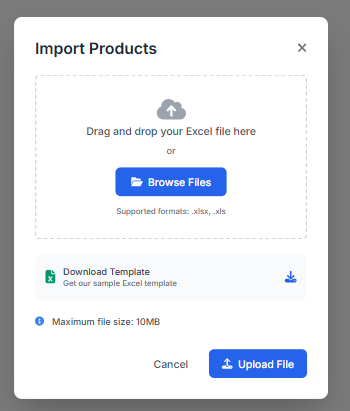 Import Products
Drag and drop your Excel file here
or
Browse Files
Supported formats: .xlsx, .xls
Download Template
Get our sample Excel template
Maximum file size: 10MB
Cancel
Upload File